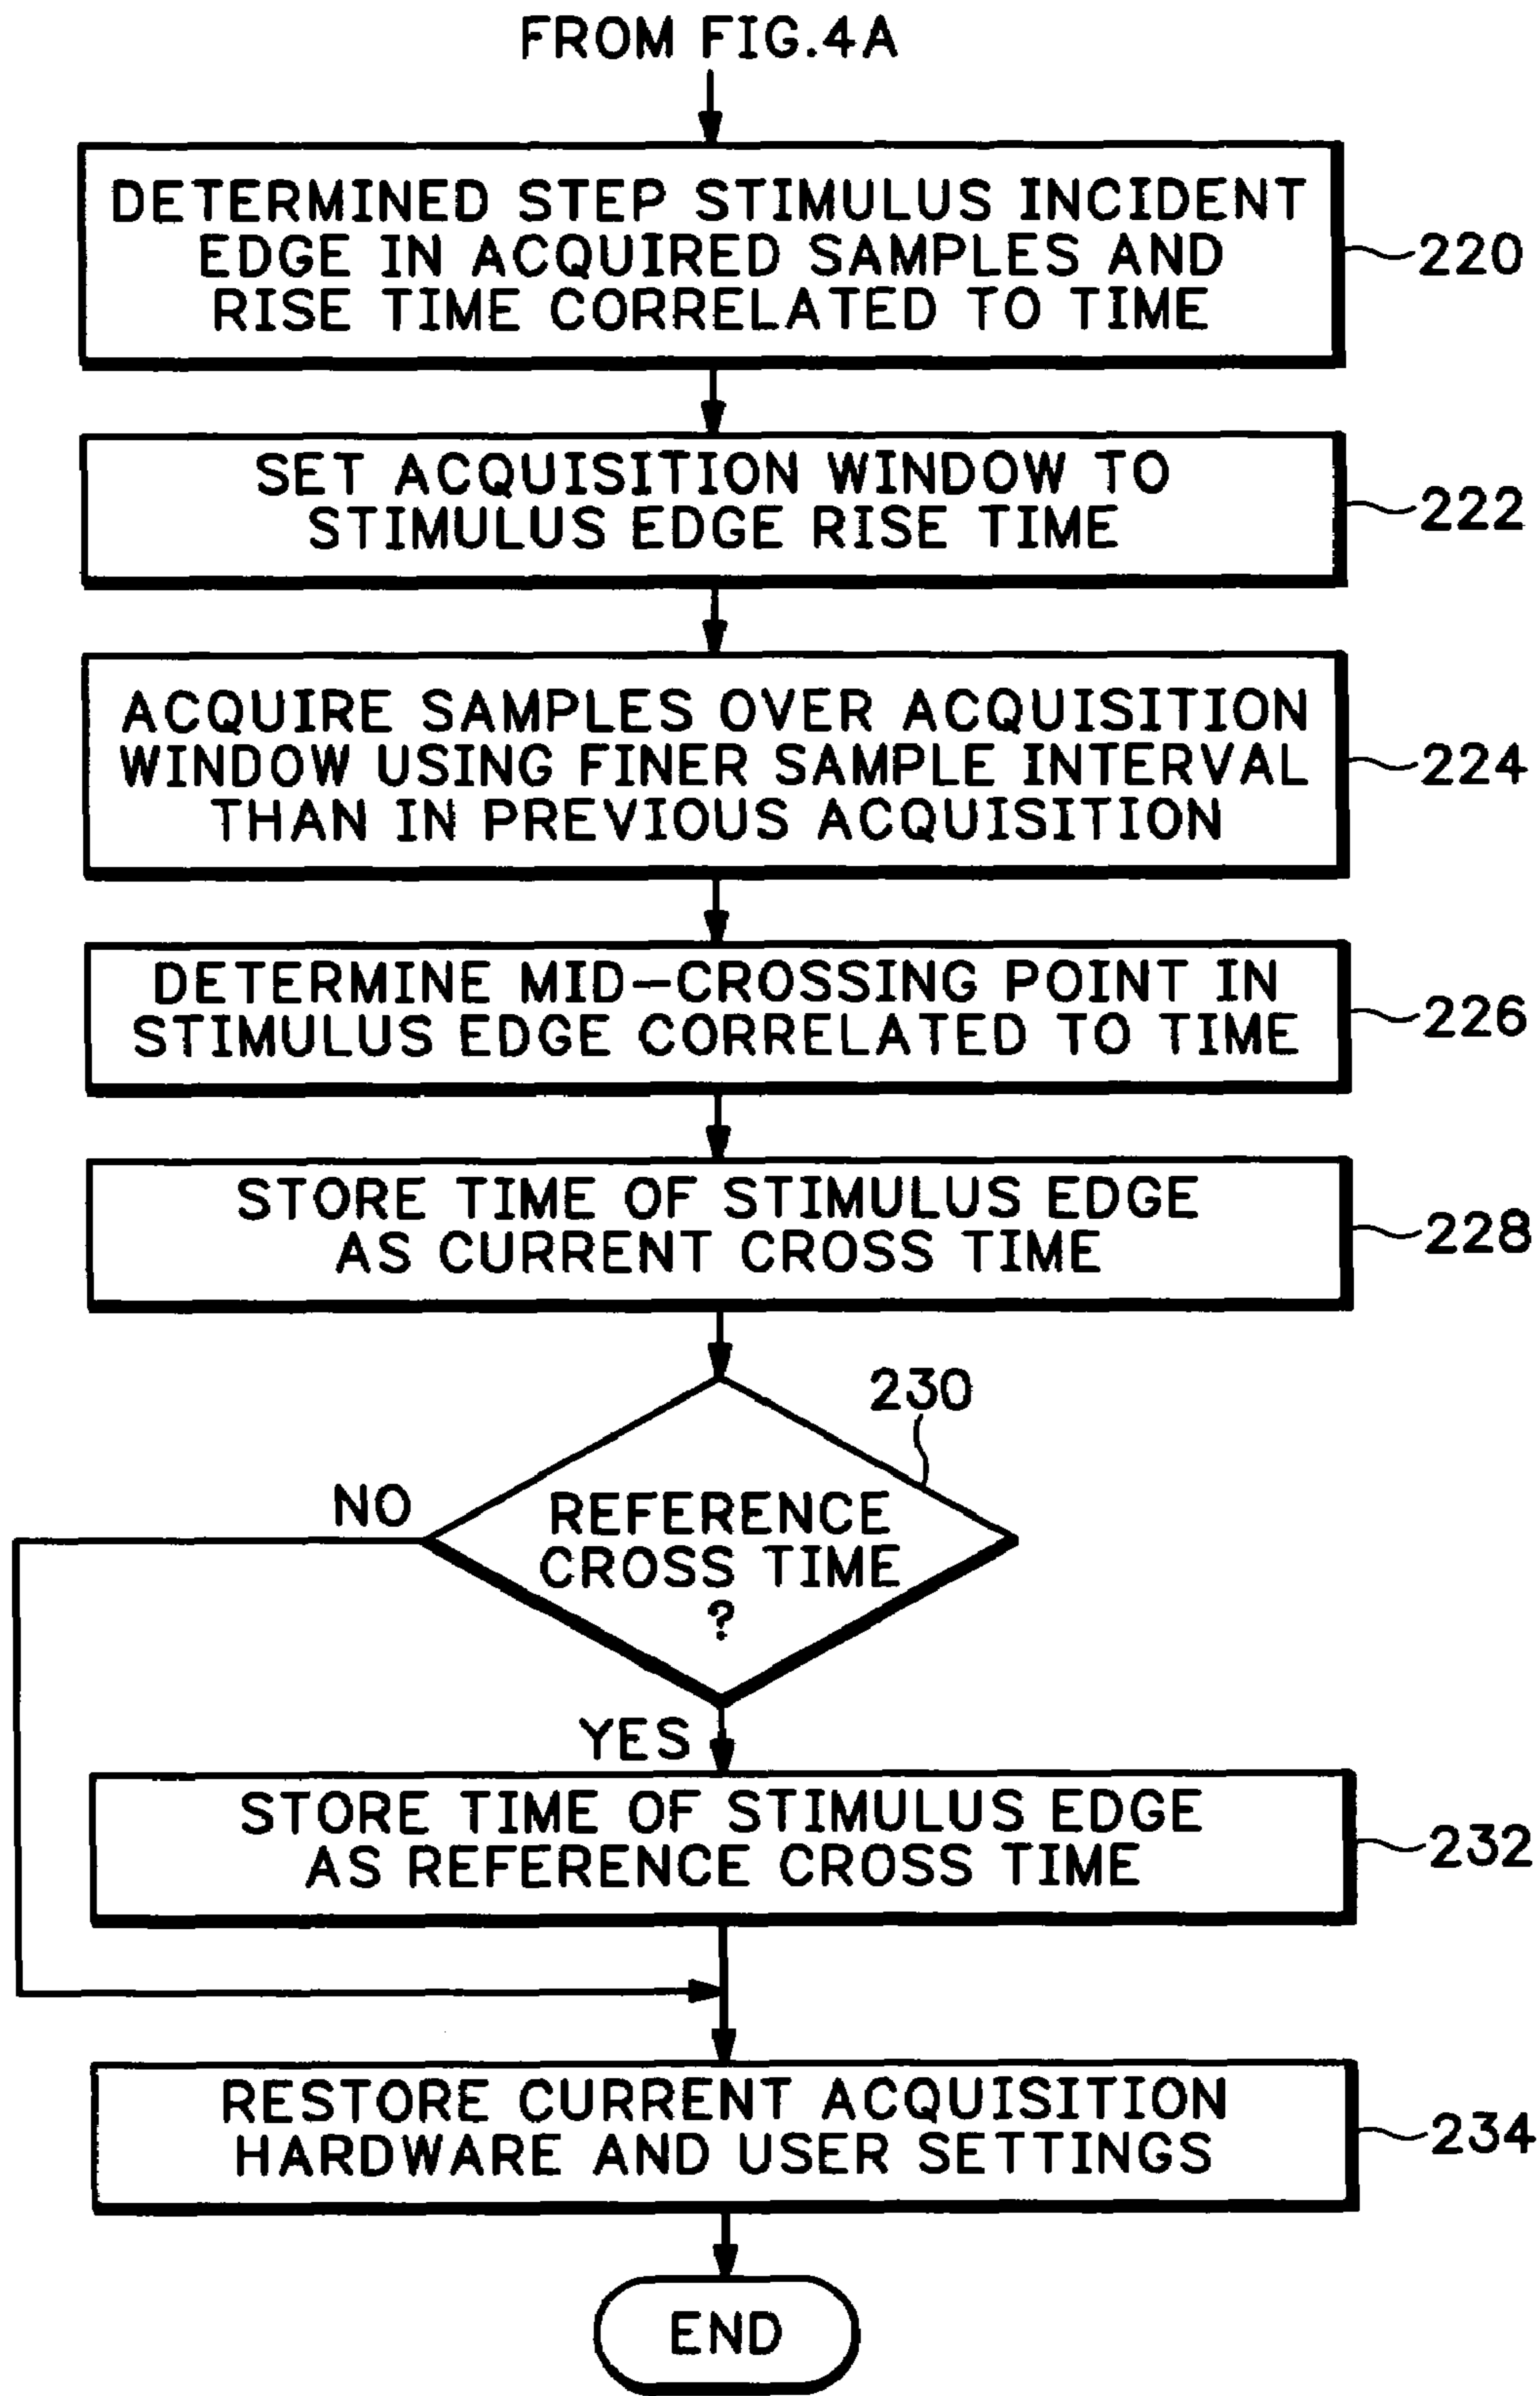 FROM FIG.4A
DETERMINED STEP STIMULUS INCIDENT
EDGE IN ACQUIRED SAMPLES AND
RISE TIME CORRELATED TO TIME
220
SET ACQUISITION WINDOW TO
STIMULUS EDGE RISE TIME
222
ACQUIRE SAMPLES OVER ACQUISITION
WINDOW USING FINER SAMPLE INTERVAL
THAN IN PREVIOUS ACQUISITION
224
DETERMINE MID-CROSSING POINT IN
STIMULUS EDGE CORRELATED TO TIME
226
STORE TIME OF STIMULUS EDGE
AS CURRENT CROSS TIME
228
230
NO
REFERENCE
CROSS TIME
?
YES
STORE TIME OF STIMULUS EDGE
AS REFERENCE CROSS TIME
232
RESTORE CURRENT ACQUISITION
HARDWARE AND USER SETTINGS
234
END